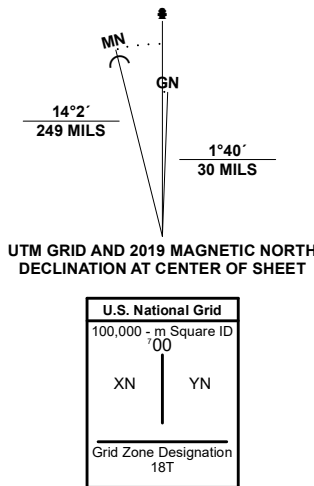 MN
GN
14°2´
249 MILS
1°40´
30 MILS
UTM GRID AND 2019 MAGNETIC NORTH
DECLINATION AT CENTER OF SHEET
U.S. National Grid
100,000 - m Square ID
⁷00
XN YN
Grid Zone Designation
18T